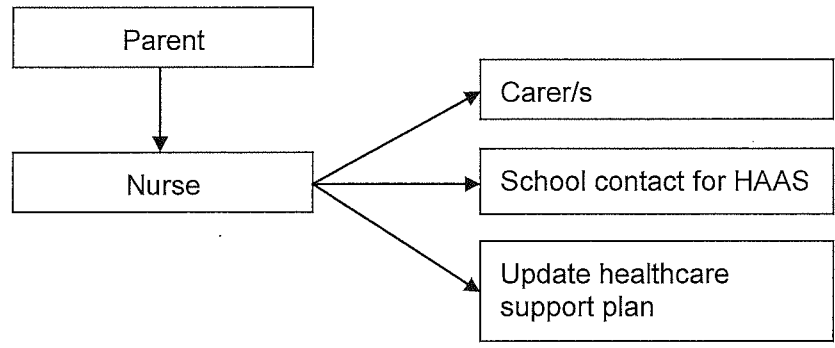 Parent
Nurse
Carer/s
School contact for HAAS
Update healthcare
support plan